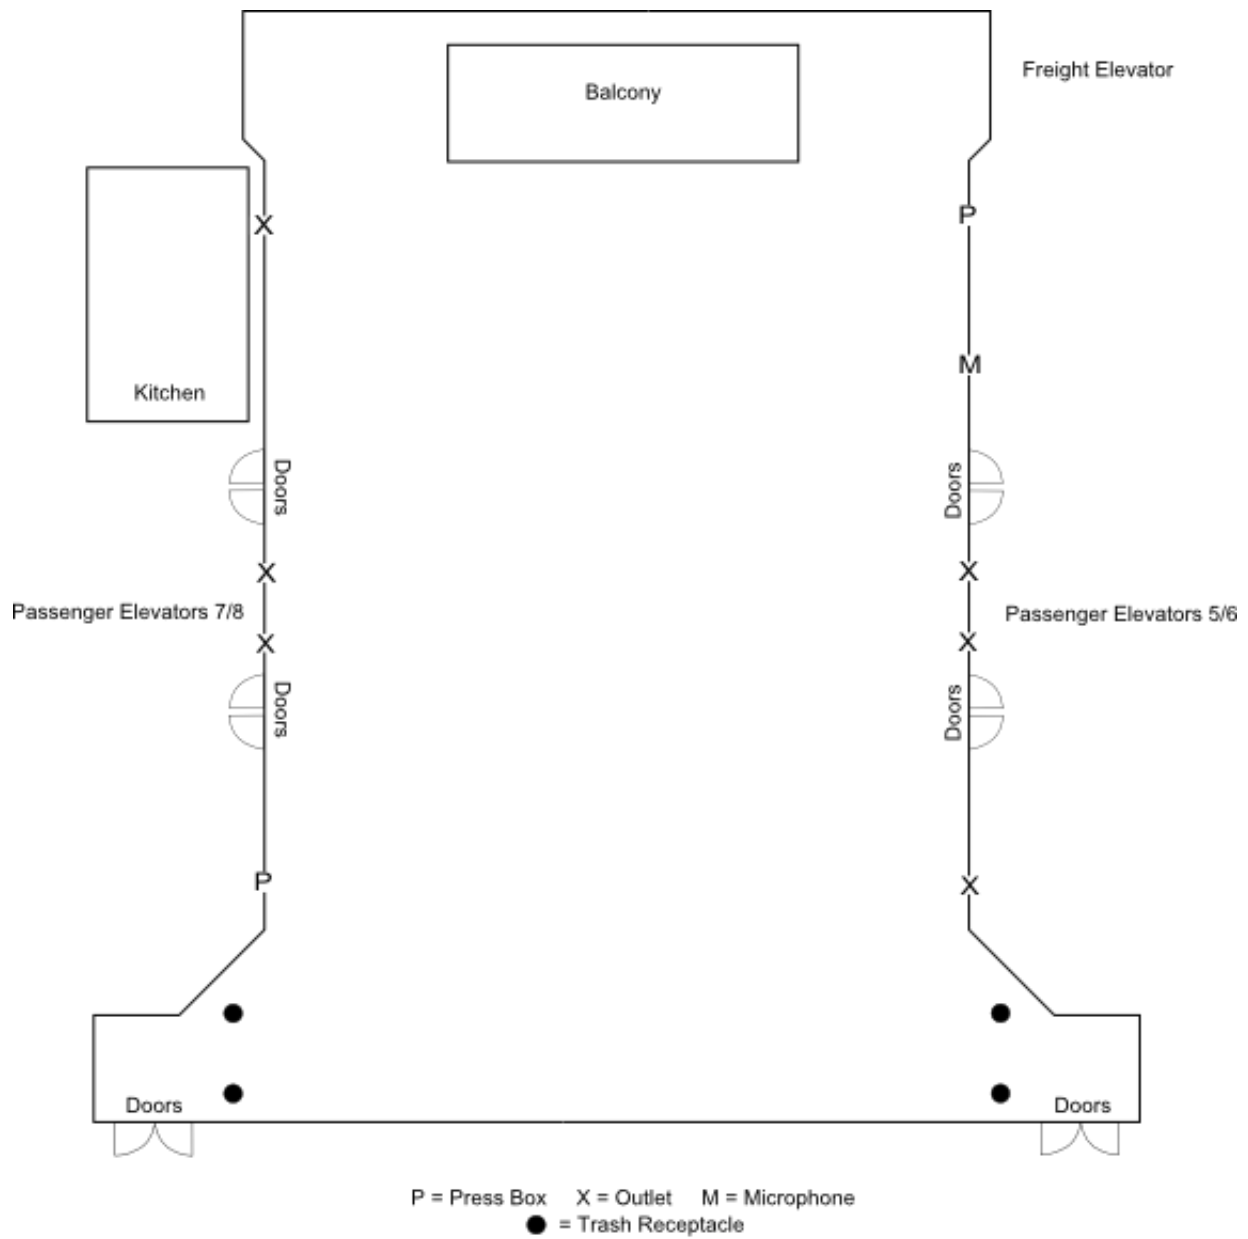 Freight Elevator
Balcony
P
X
M
Kitchen
Doors
Doors
X
X
Passenger Elevators 7/8
Passenger Elevators 5/6
X
X
Doors
Doors
P
X
Doors
Doors
P = Press Box X = Outlet M = Microphone
= Trash Receptacle